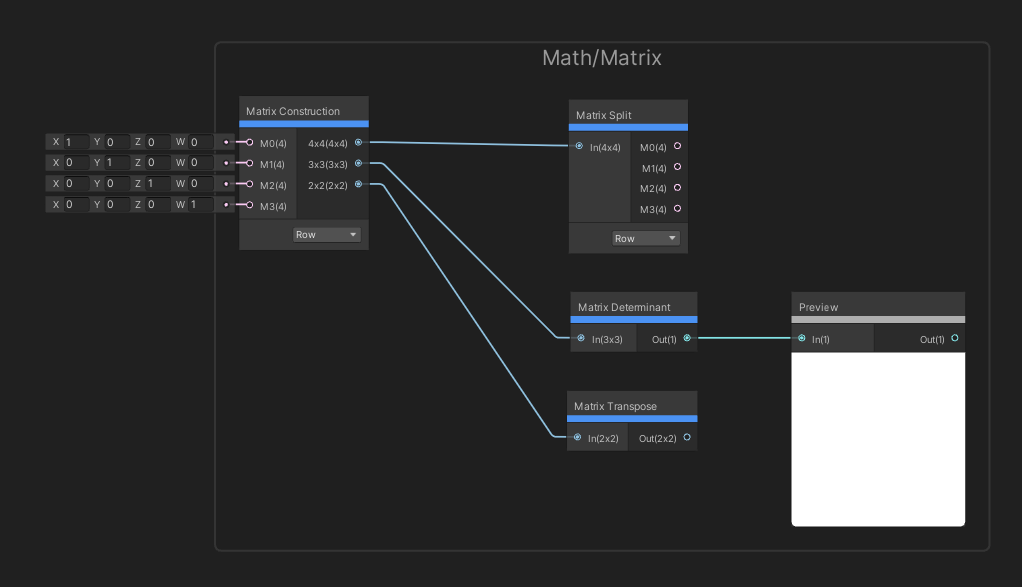 Math/Matrix
Matrix Construction
X 1 Y 0 Z 0 W 0
X 0 Y 1 Z 0 W 0
X 0 Y 0 Z 1 W 0
X 0 Y 0 Z 0 W 1
M0(4) 4x4(4x4)
M1(4) 3x3(3x3)
M2(4) 2x2(2x2)
M3(4)
Row
Matrix Split
In(4x4) M0(4)
M1(4)
M2(4)
M3(4)
Row
Matrix Determinant
In(3x3) Out(1)
Preview
In(1) Out(1)
Matrix Transpose
In(2x2) Out(2x2)